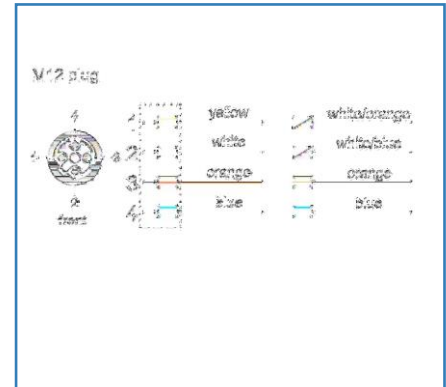 M12 plug
1 yellow white/orange
2 white white/blue
3 orange orange
4 blue blue
front